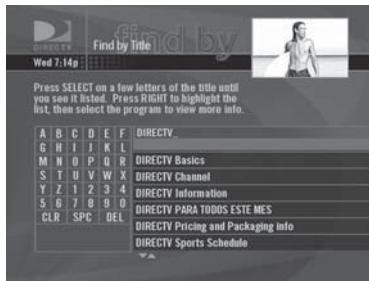 find by
DIRECTV
Find by Title
Wed 7:14p
Press SELECT on a few letters of the title until
you see it listed. Press RIGHT to highlight the
list, then select the program to view more info.
A B C D E F
G H I J K L
M N O P Q R
S T U V W X
Y Z 1 2 3 4
5 6 7 8 9 0
CLR SPC DEL
DIRECTV_
DIRECTV Basics
DIRECTV Channel
DIRECTV Information
DIRECTV PARA TODOS ESTE MES
DIRECTV Pricing and Packaging info
DIRECTV Sports Schedule